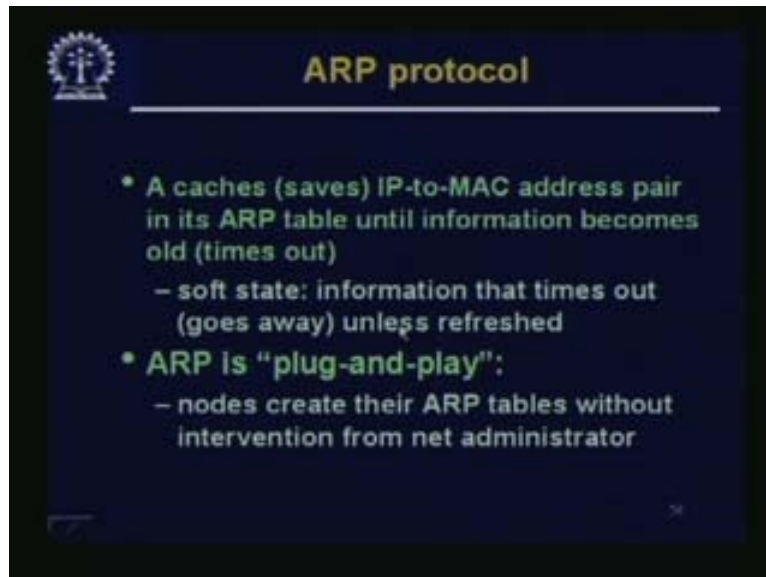 ARP protocol
• A caches (saves) IP-to-MAC address pair
in its ARP table until information becomes
old (times out)
– soft state: information that times out
(goes away) unless refreshed
• ARP is “plug-and-play”:
– nodes create their ARP tables without
intervention from net administrator